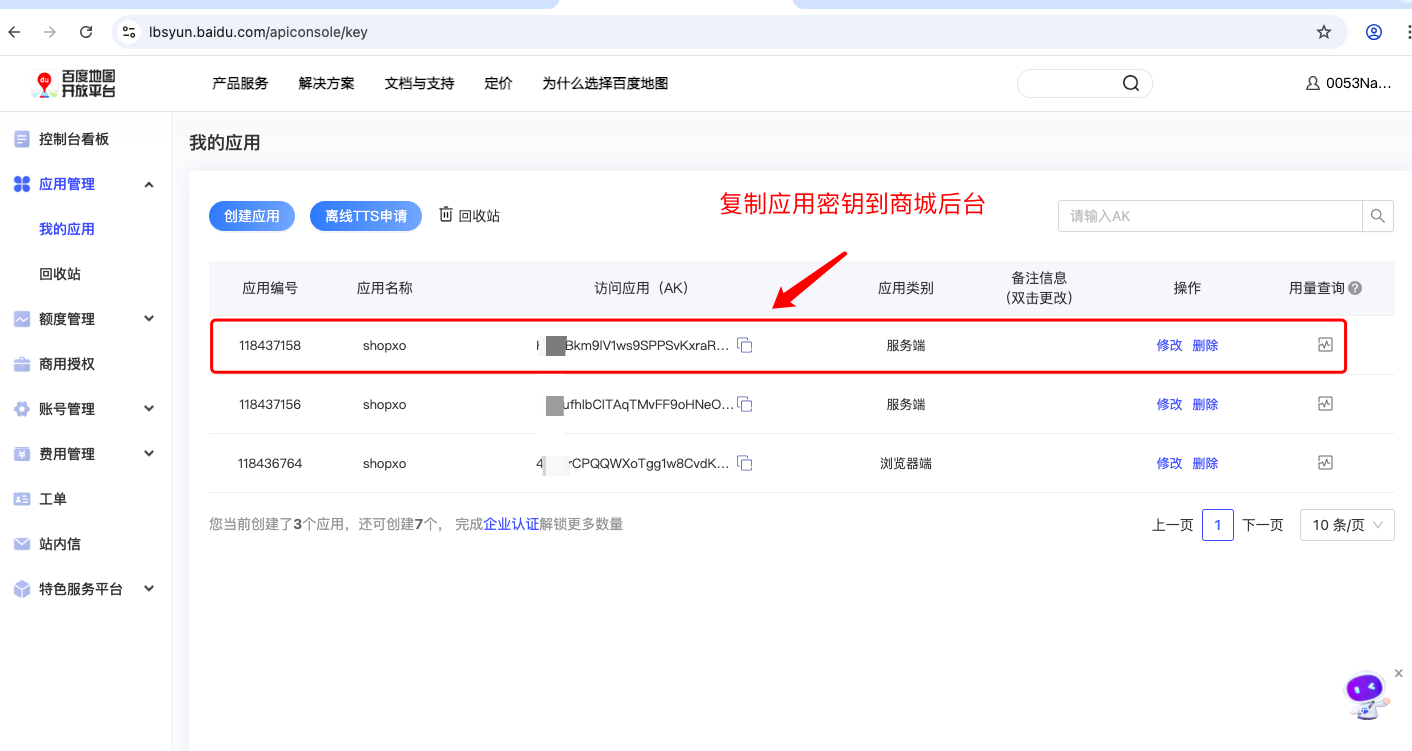 lbsyun.baidu.com/apiconsole/key
du
百度地图
开放平台
产品服务 解决方案 文档与支持 定价 为什么选择百度地图
0053Na...
控制台看板
应用管理
我的应用
回收站
额度管理
商用授权
账号管理
费用管理
工单
站内信
特色服务平台
我的应用
复制应用密钥到商城后台
创建应用 离线TTS申请 回收站 请输入AK
应用编号 应用名称 访问应用（AK） 应用类别 备注信息 操作 用量查询
(双击更改)
118437158 shopxo Bkm9lV1ws9SPPSvKxraR... 服务端 修改 删除
118437156 shopxo ufhlbClTAqTMvFF9oHNeO... 服务端 修改 删除
118436764 shopxo 4 rCPQQWXoTgg1w8CvdK... 浏览器端 修改 删除
您当前创建了3个应用，还可创建7个， 完成企业认证解锁更多数量
上一页 1 下一页 10 条/页